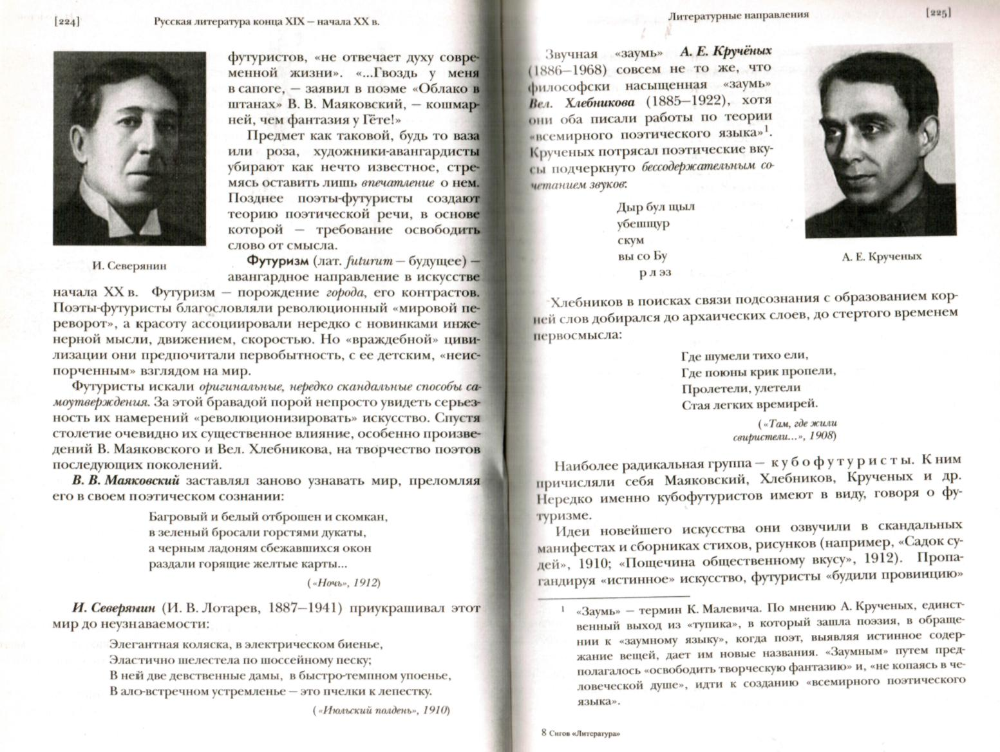 [224]
Русская литература конца XIX — начала XX в.
футуристов, «не отвечает духу совре-
менной жизни». «...Гвоздь у меня
в сапоге, — заявил в поэме «Облако в
штанах» В. В. Маяковский, — кошмар-
ней, чем фантазия у Гёте!»
Предмет как таковой, будь то ваза
или роза, художники-авангардисты
убирают как нечто известное, стре-
мясь оставить лишь впечатление о нем.
Позднее поэты-футуристы создают
теорию поэтической речи, в основе
которой — требование освободить
слово от смысла.
И. Северянин
Футуризм (лат. futurum — будущее) —
авангардное направление в искусстве
начала XX в. Футуризм — порождение города, его контрастов.
Поэты-футуристы благословляли революционный «мировой пе-
реворот», а красоту ассоциировали нередко с новинками инже-
нерной мысли, движением, скоростью. Но «враждебной» циви-
лизации они предпочитали первобытность, с ее детским, «неис-
порченным» взглядом на мир.
Футуристы искали оригинальные, нередко скандальные способы са-
моутверждения. За этой бравадой порой непросто увидеть серьез-
ность их намерений «революционизировать» искусство. Спустя
столетие очевидно их существенное влияние, особенно произве-
дений В. Маяковского и Вел. Хлебникова, на творчество поэтов
последующих поколений.
В. В. Маяковский заставлял заново узнавать мир, преломляя
его в своем поэтическом сознании:
Багровый и белый отброшен и скомкан,
в зеленый бросали горстями дукаты,
а черным ладоням сбежавшихся окон
раздали горящие желтые карты...
(«Ночь», 1912)
И. Северянин (И. В. Лотарев, 1887—1941) приукрашивал этот
мир до неузнаваемости:
Элегантная коляска, в электрическом биенье,
Эластично шелестела по шоссейному песку;
В ней две девственные дамы, в быстро-темпном упоенье,
В ало-встречном устремленье — это пчелки к лепестку.
(«Июльский полдень», 1910)
Литературные направления
[225]
Звучная «заумь» А. Е. Кручёных
(1886—1968) совсем не то же, что
философски насыщенная «заумь»
Вел. Хлебникова (1885—1922), хотя
они оба писали работы по теории
«всемирного поэтического языка»¹.
Крученых потрясал поэтические вку-
сы подчеркнуто бессодержательным со-
четанием звуков:
Дыр бул щыл
убешщур
скум
вы со Бу
р л эз
А. Е. Крученых
Хлебников в поисках связи подсознания с образованием кор-
ней слов добирался до архаических слоев, до стертого временем
первосмысла:
Где шумели тихо ели,
Где поюны крик пропели,
Пролетели, улетели
Стая легких времирей.
(«Там, где жили
свиристели...», 1908)
Наиболее радикальная группа — кубофутуристы. К ним
причисляли себя Маяковский, Хлебников, Крученых и др.
Нередко именно кубофутуристов имеют в виду, говоря о фу-
туризме.
Идеи новейшего искусства они озвучили в скандальных
манифестах и сборниках стихов, рисунков (например, «Садок су-
дей», 1910; «Пощечина общественному вкусу», 1912). Пропа-
гандируя «истинное» искусство, футуристы «будили провинцию»
¹ «Заумь» — термин К. Малевича. По мнению А. Крученых, единст-
венный выход из «тупика», в который зашла поэзия, в обраще-
нии к «заумному языку», когда поэт, выявляя истинное содер-
жание вещей, дает им новые названия. «Заумным» путем пред-
полагалось «освободить творческую фантазию» и, «не копаясь в че-
ловеческой душе», идти к созданию «всемирного поэтического
языка».
8 Сигов «Литература»